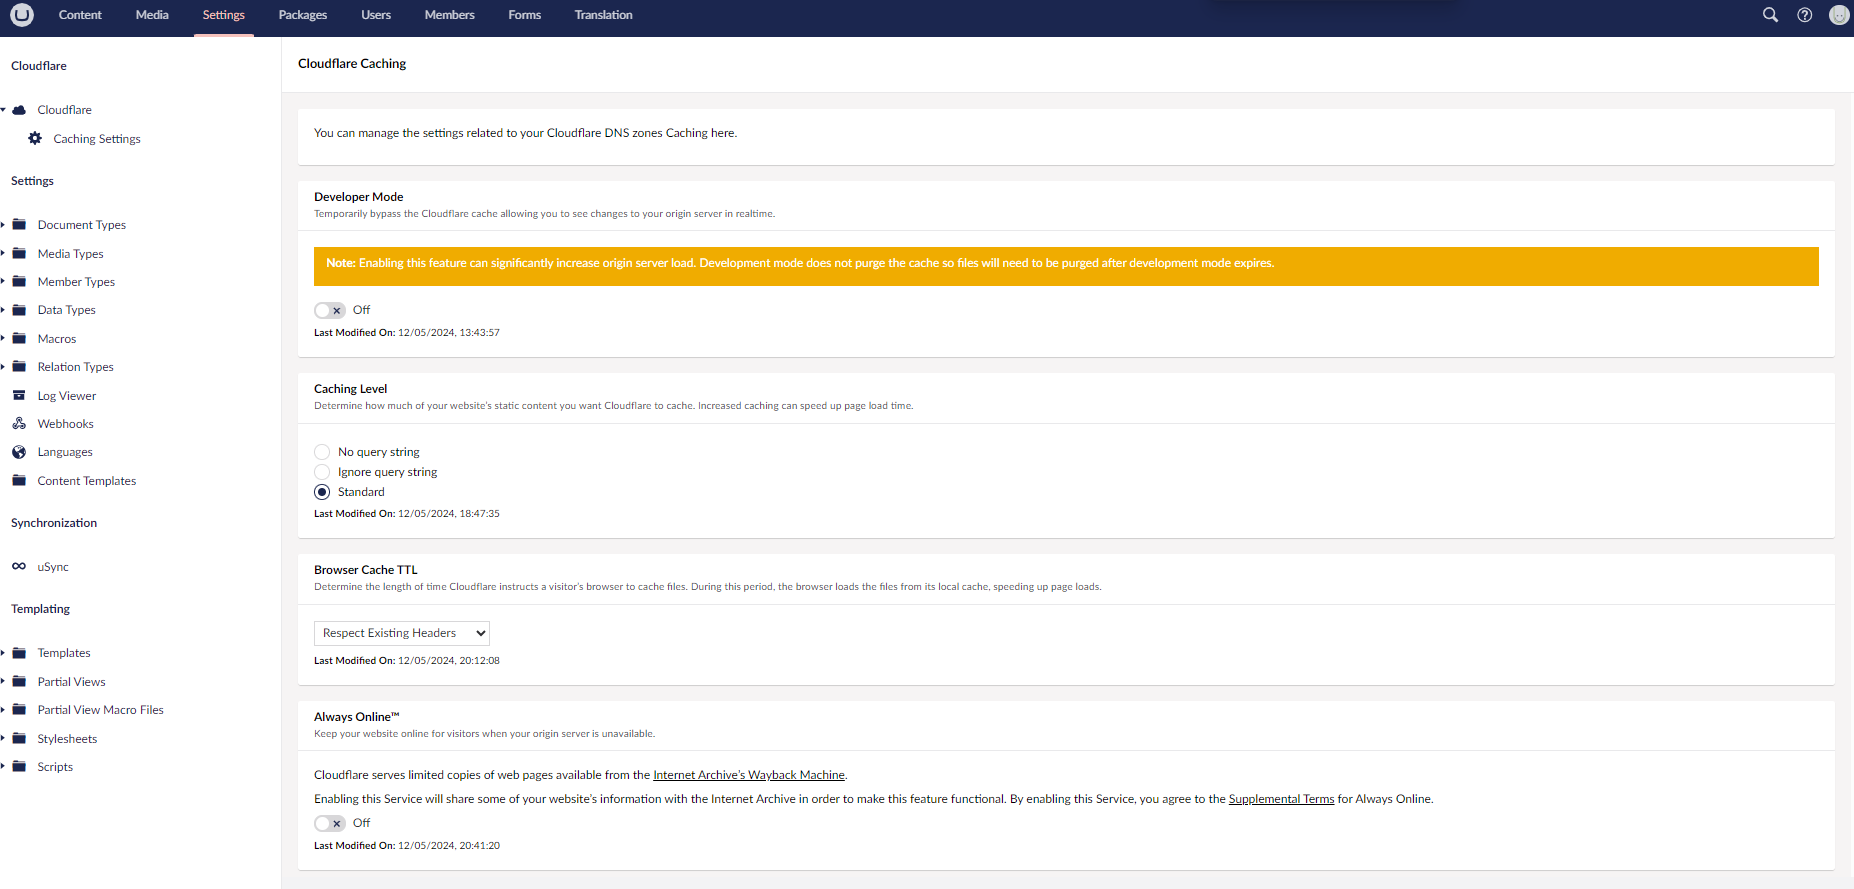 Content Media Settings Packages Users Members Forms Translation
Cloudflare
Cloudflare
Caching Settings
Settings
Document Types
Media Types
Member Types
Data Types
Macros
Relation Types
Log Viewer
Webhooks
Languages
Content Templates
Synchronization
uSync
Templating
Templates
Partial Views
Partial View Macro Files
Stylesheets
Scripts
Cloudflare Caching
You can manage the settings related to your Cloudflare DNS zones Caching here.
Developer Mode
Temporarily bypass the Cloudflare cache allowing you to see changes to your origin server in realtime.
Note: Enabling this feature can significantly increase origin server load. Development mode does not purge the cache so files will need to be purged after development mode expires.
Off
Last Modified On: 12/05/2024, 13:43:57
Caching Level
Determine how much of your website's static content you want Cloudflare to cache. Increased caching can speed up page load time.
No query string
Ignore query string
Standard
Last Modified On: 12/05/2024, 18:47:35
Browser Cache TTL
Determine the length of time Cloudflare instructs a visitor's browser to cache files. During this period, the browser loads the files from its local cache, speeding up page loads.
Respect Existing Headers
Last Modified On: 12/05/2024, 20:12:08
Always Online™
Keep your website online for visitors when your origin server is unavailable.
Cloudflare serves limited copies of web pages available from the Internet Archive's Wayback Machine.
Enabling this Service will share some of your website's information with the Internet Archive in order to make this feature functional. By enabling this Service, you agree to the Supplemental Terms for Always Online.
Off
Last Modified On: 12/05/2024, 20:41:20